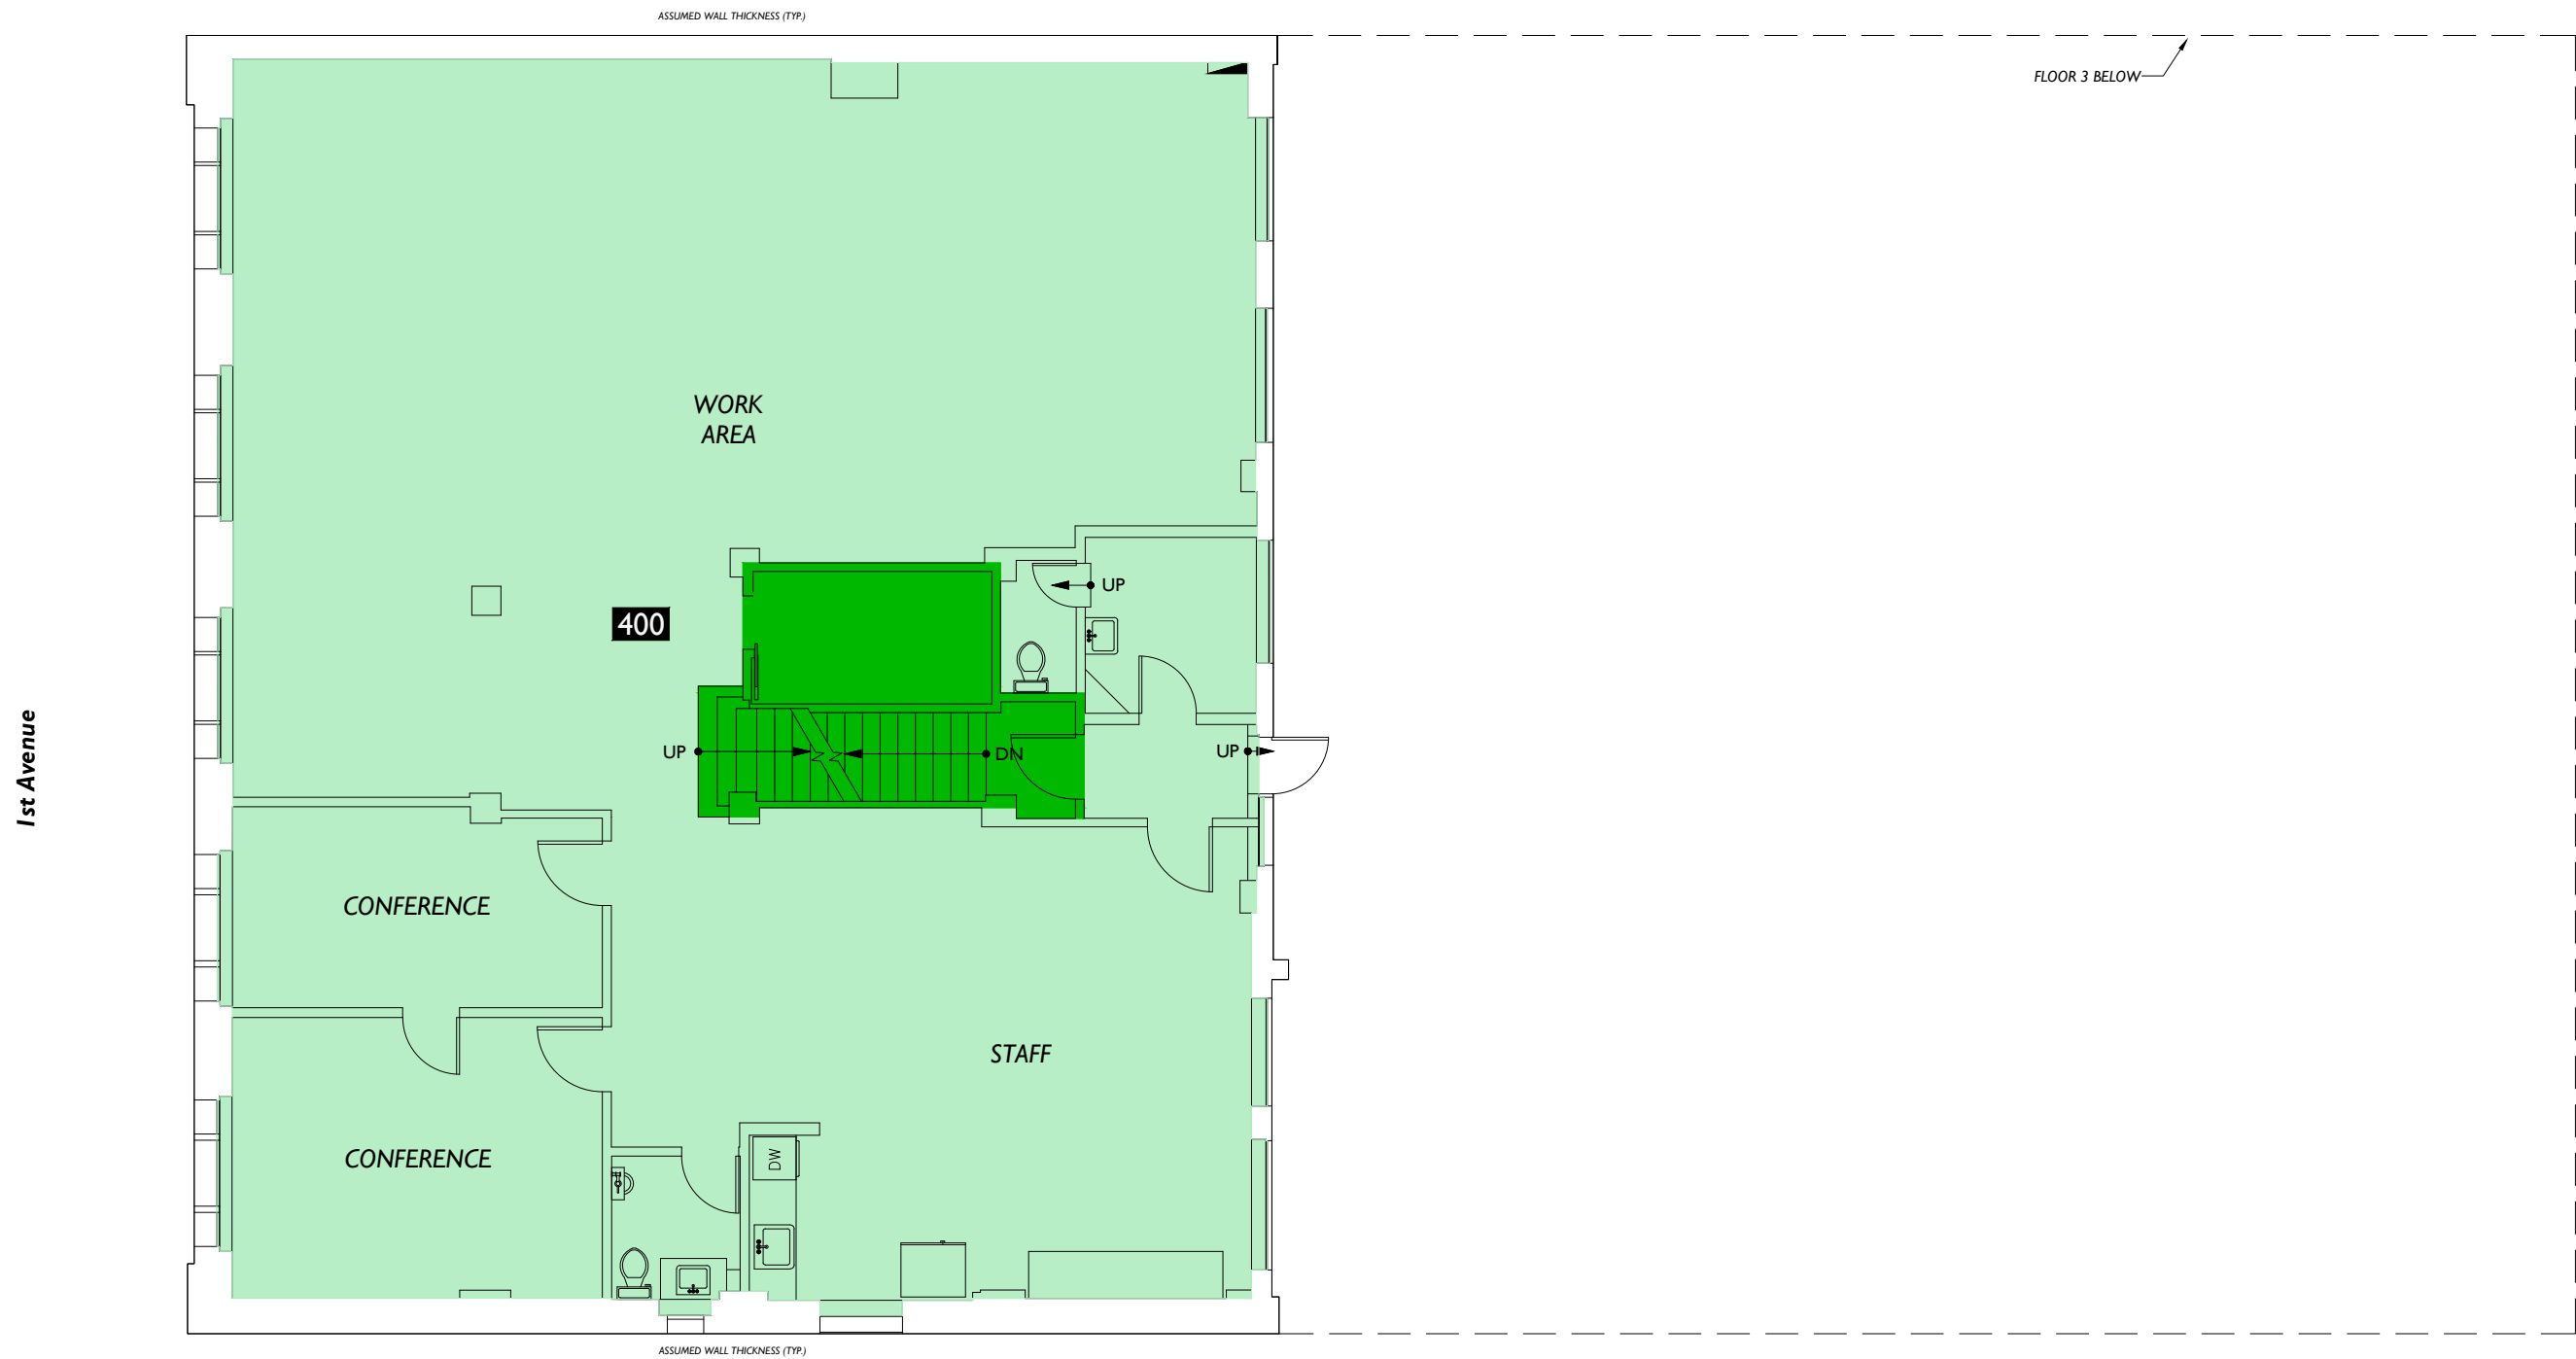 ASSUMED WALL THICKNESS (TYP.)
FLOOR 3 BELOW
WORK
AREA
UP
400
1st Avenue
UP
DN
UP
CONFERENCE
STAFF
CONFERENCE
DW
ASSUMED WALL THICKNESS (TYP.)